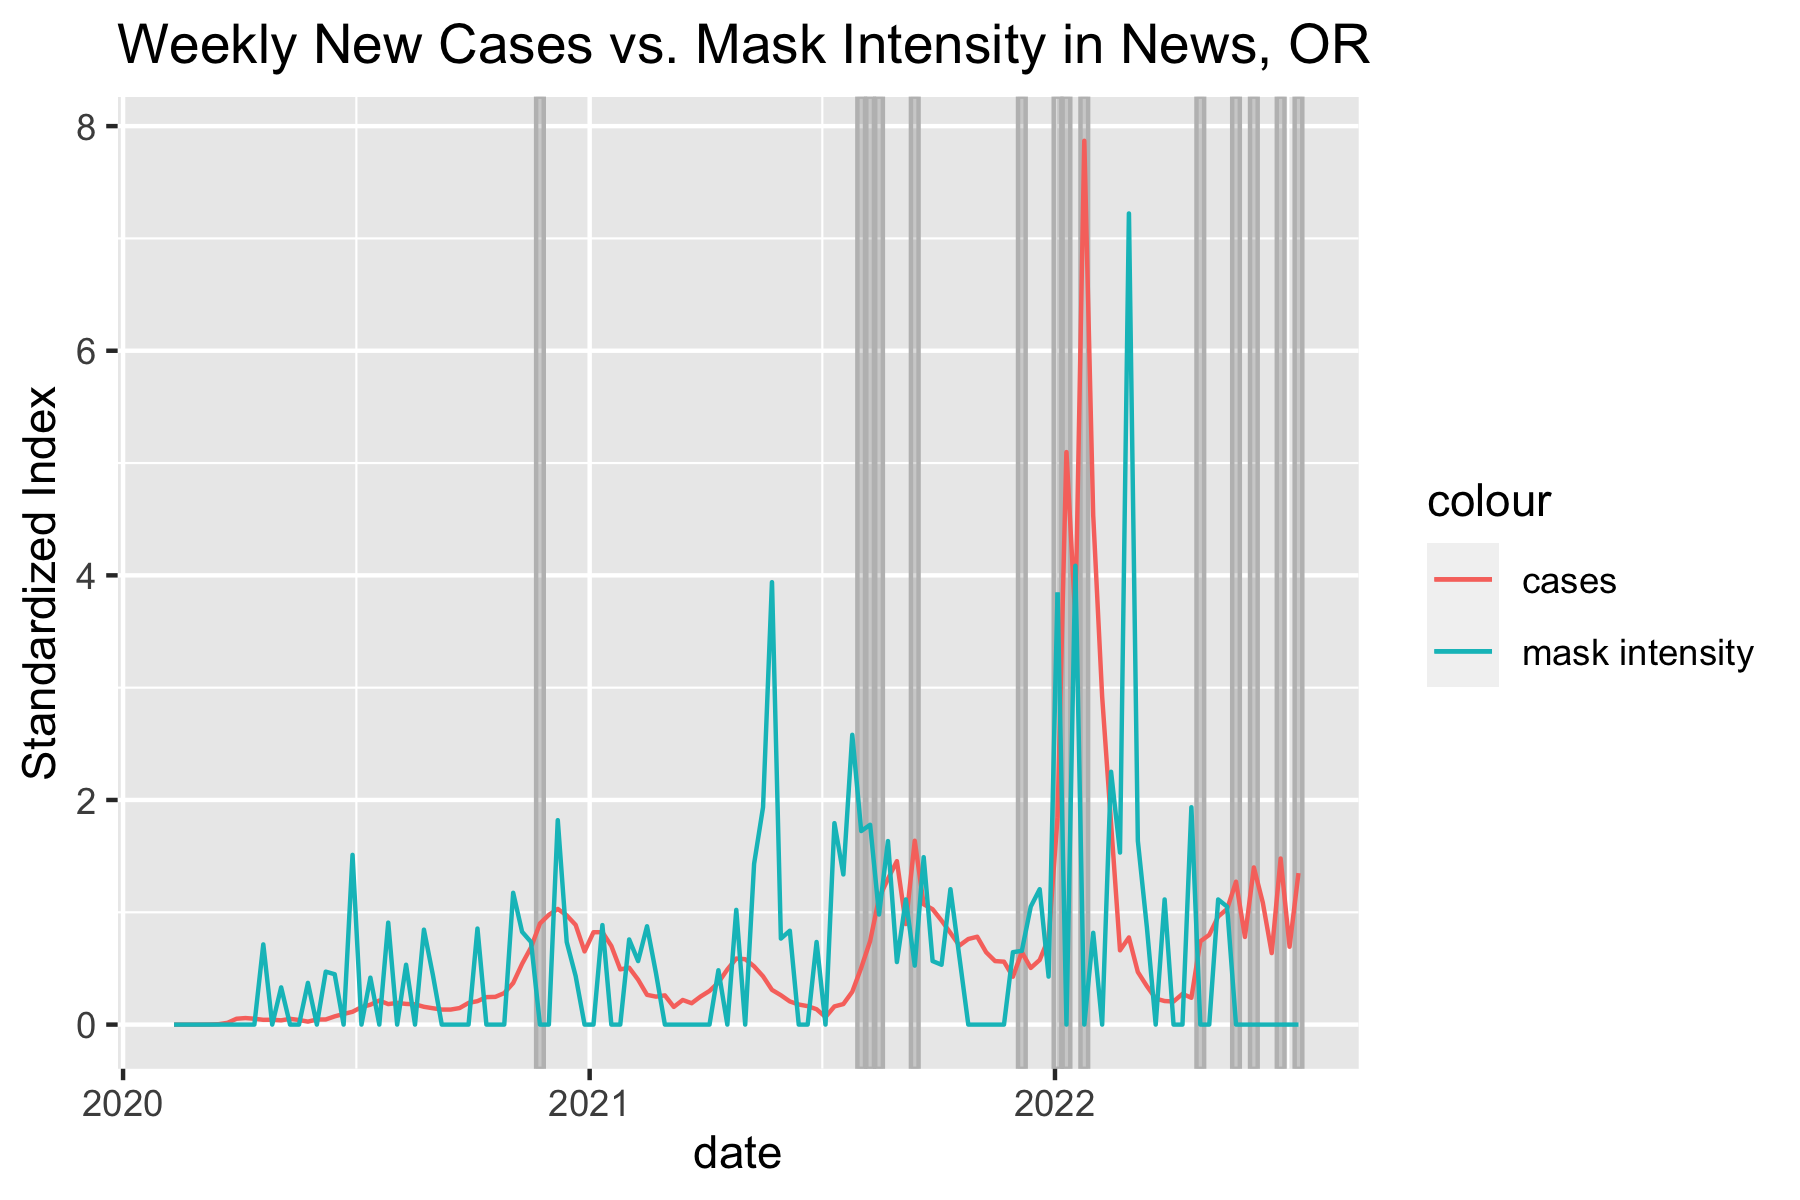 Weekly New Cases vs. Mask Intensity in News, OR
8
6
4
2
0
Standardized Index
2020
2021
2022
date
colour
cases
mask intensity